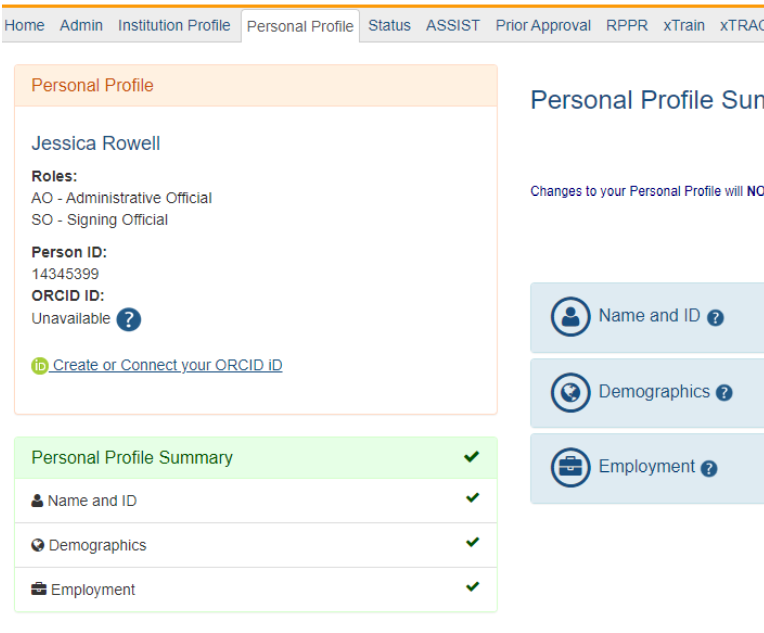 Home Admin Institution Profile Personal Profile Status ASSIST Prior Approval RPPR xTrain
Personal Profile
Jessica Rowell
Roles:
AO - Administrative Official
SO - Signing Official
Person ID:
14345399
ORCID ID:
Unavailable ?
iD Create or Connect your ORCID iD
Personal Profile Summary
Name and ID
Demographics
Employment
Personal Profile
Changes to your Personal Profile will
Name and ID ?
Demographics ?
Employment ?